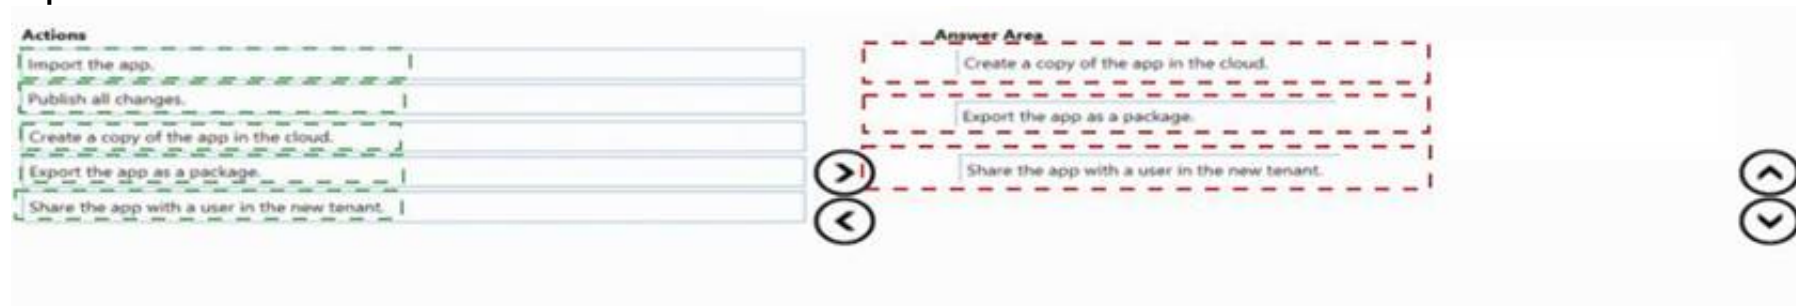 Actions
Import the app.
Publish all changes.
Create a copy of the app in the cloud.
Export the app as a package.
Share the app with a user in the new tenant.
Answer Area
Create a copy of the app in the cloud.
Export the app as a package.
Share the app with a user in the new tenant.